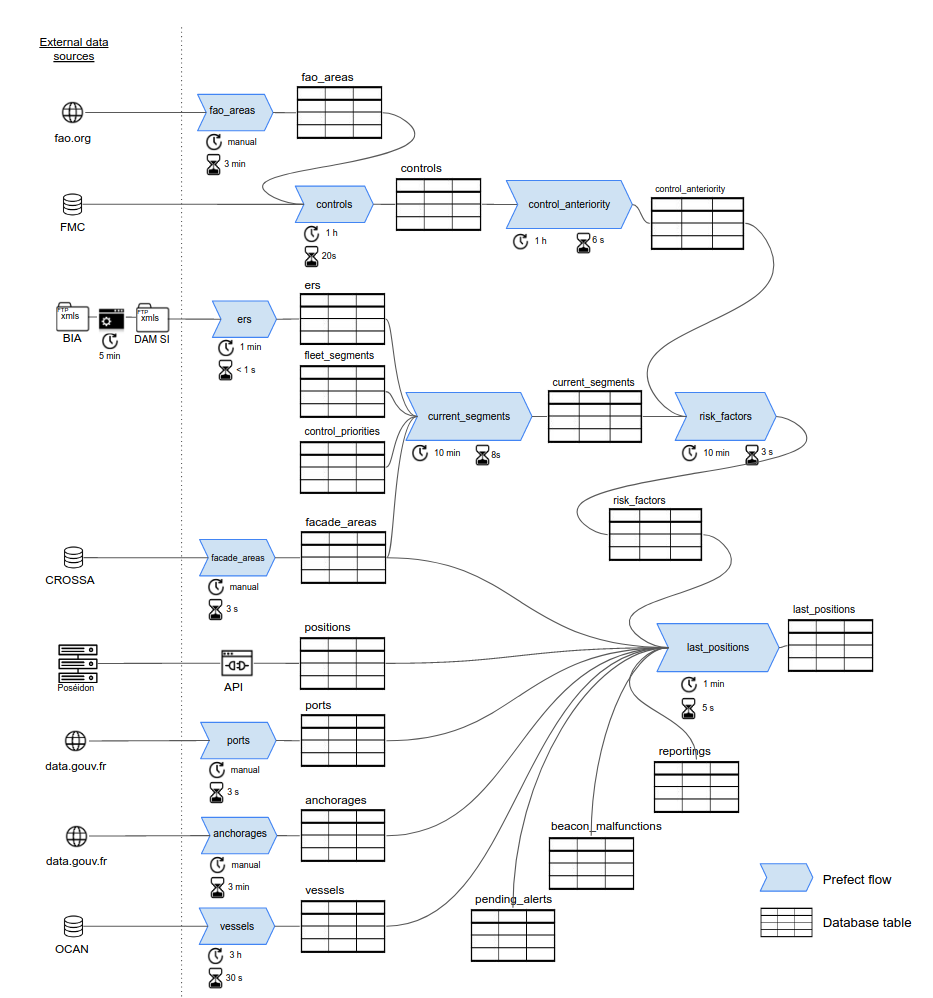 External data
sources
fao_areas
fao_areas
fao.org
manual
3 min
controls
control_anteriority
controls
control_anteriority
FMC
1 h
20s
1 h
6 s
ers
FTP
xmls
FTP
xmls
ers
BIA
DAM SI
5 min
1 min
< 1 s
fleet_segments
current_segments
current_segments
risk_factors
control_priorities
10 min
8s
10 min
3 s
risk_factors
facade_areas
facade_areas
CROSSA
manual
3 s
last_positions
positions
last_positions
Poséidon
API
1 min
5 s
ports
ports
data.gouv.fr
manual
3 s
reportings
anchorages
anchorages
data.gouv.fr
manual
3 min
beacon_malfunctions
vessels
pending_alerts
vessels
OCAN
3 h
30 s
Prefect flow
Database table